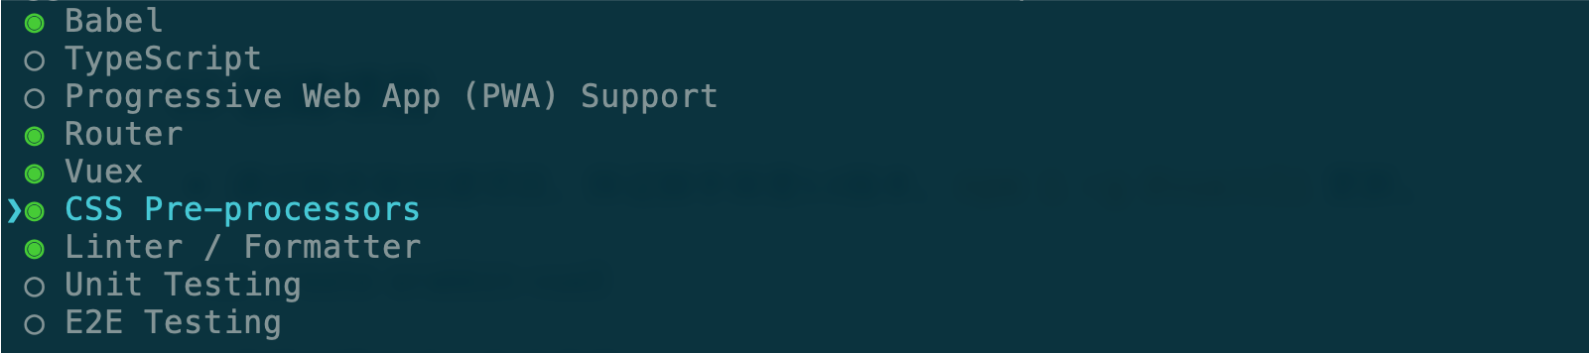 ◉ Babel
◯ TypeScript
◯ Progressive Web App (PWA) Support
◉ Router
◉ Vuex
❯◉ CSS Pre-processors
◉ Linter / Formatter
◯ Unit Testing
◯ E2E Testing